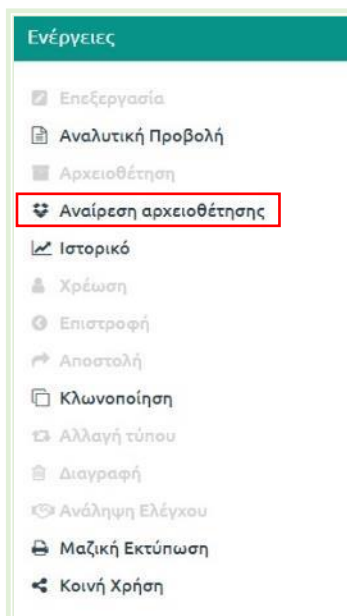 Ενέργειες
Επεξεργασία
Αναλυτική Προβολή
Αρχειοθέτηση
Αναίρεση αρχειοθέτησης
Ιστορικό
Χρέωση
Επιστροφή
Αποστολή
Κλωνοποίηση
Αλλαγή τύπου
Διαγραφή
Ανάληψη Ελέγχου
Μαζική Εκτύπωση
Κοινή Χρήση